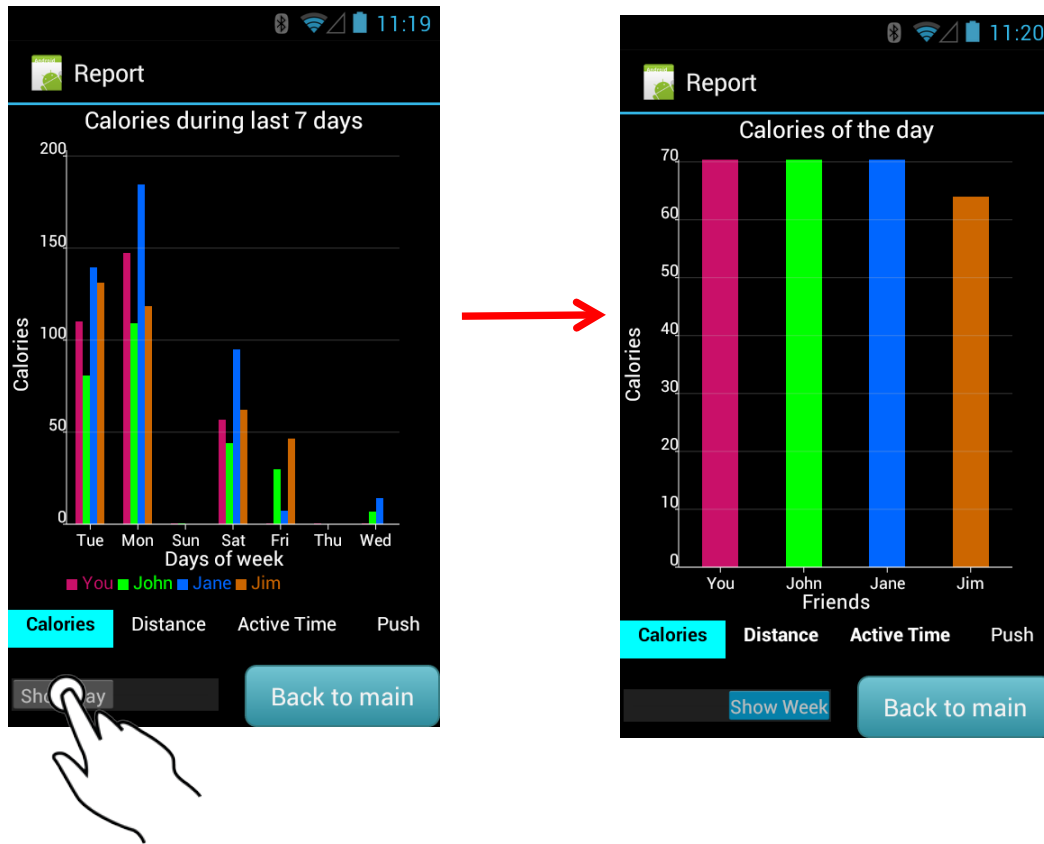 11:19
Report
Calories during last 7 days
200
150
100
50
0
Calories
Tue Mon Sun Sat Fri Thu Wed
Days of week
You John Jane Jim
Calories Distance Active Time Push
Back to main
11:20
Report
Calories of the day
70
60
50
40
30
20
10
0
Calories
You John Jane Jim
Friends
Calories Distance Active Time Push
Show Week Back to main